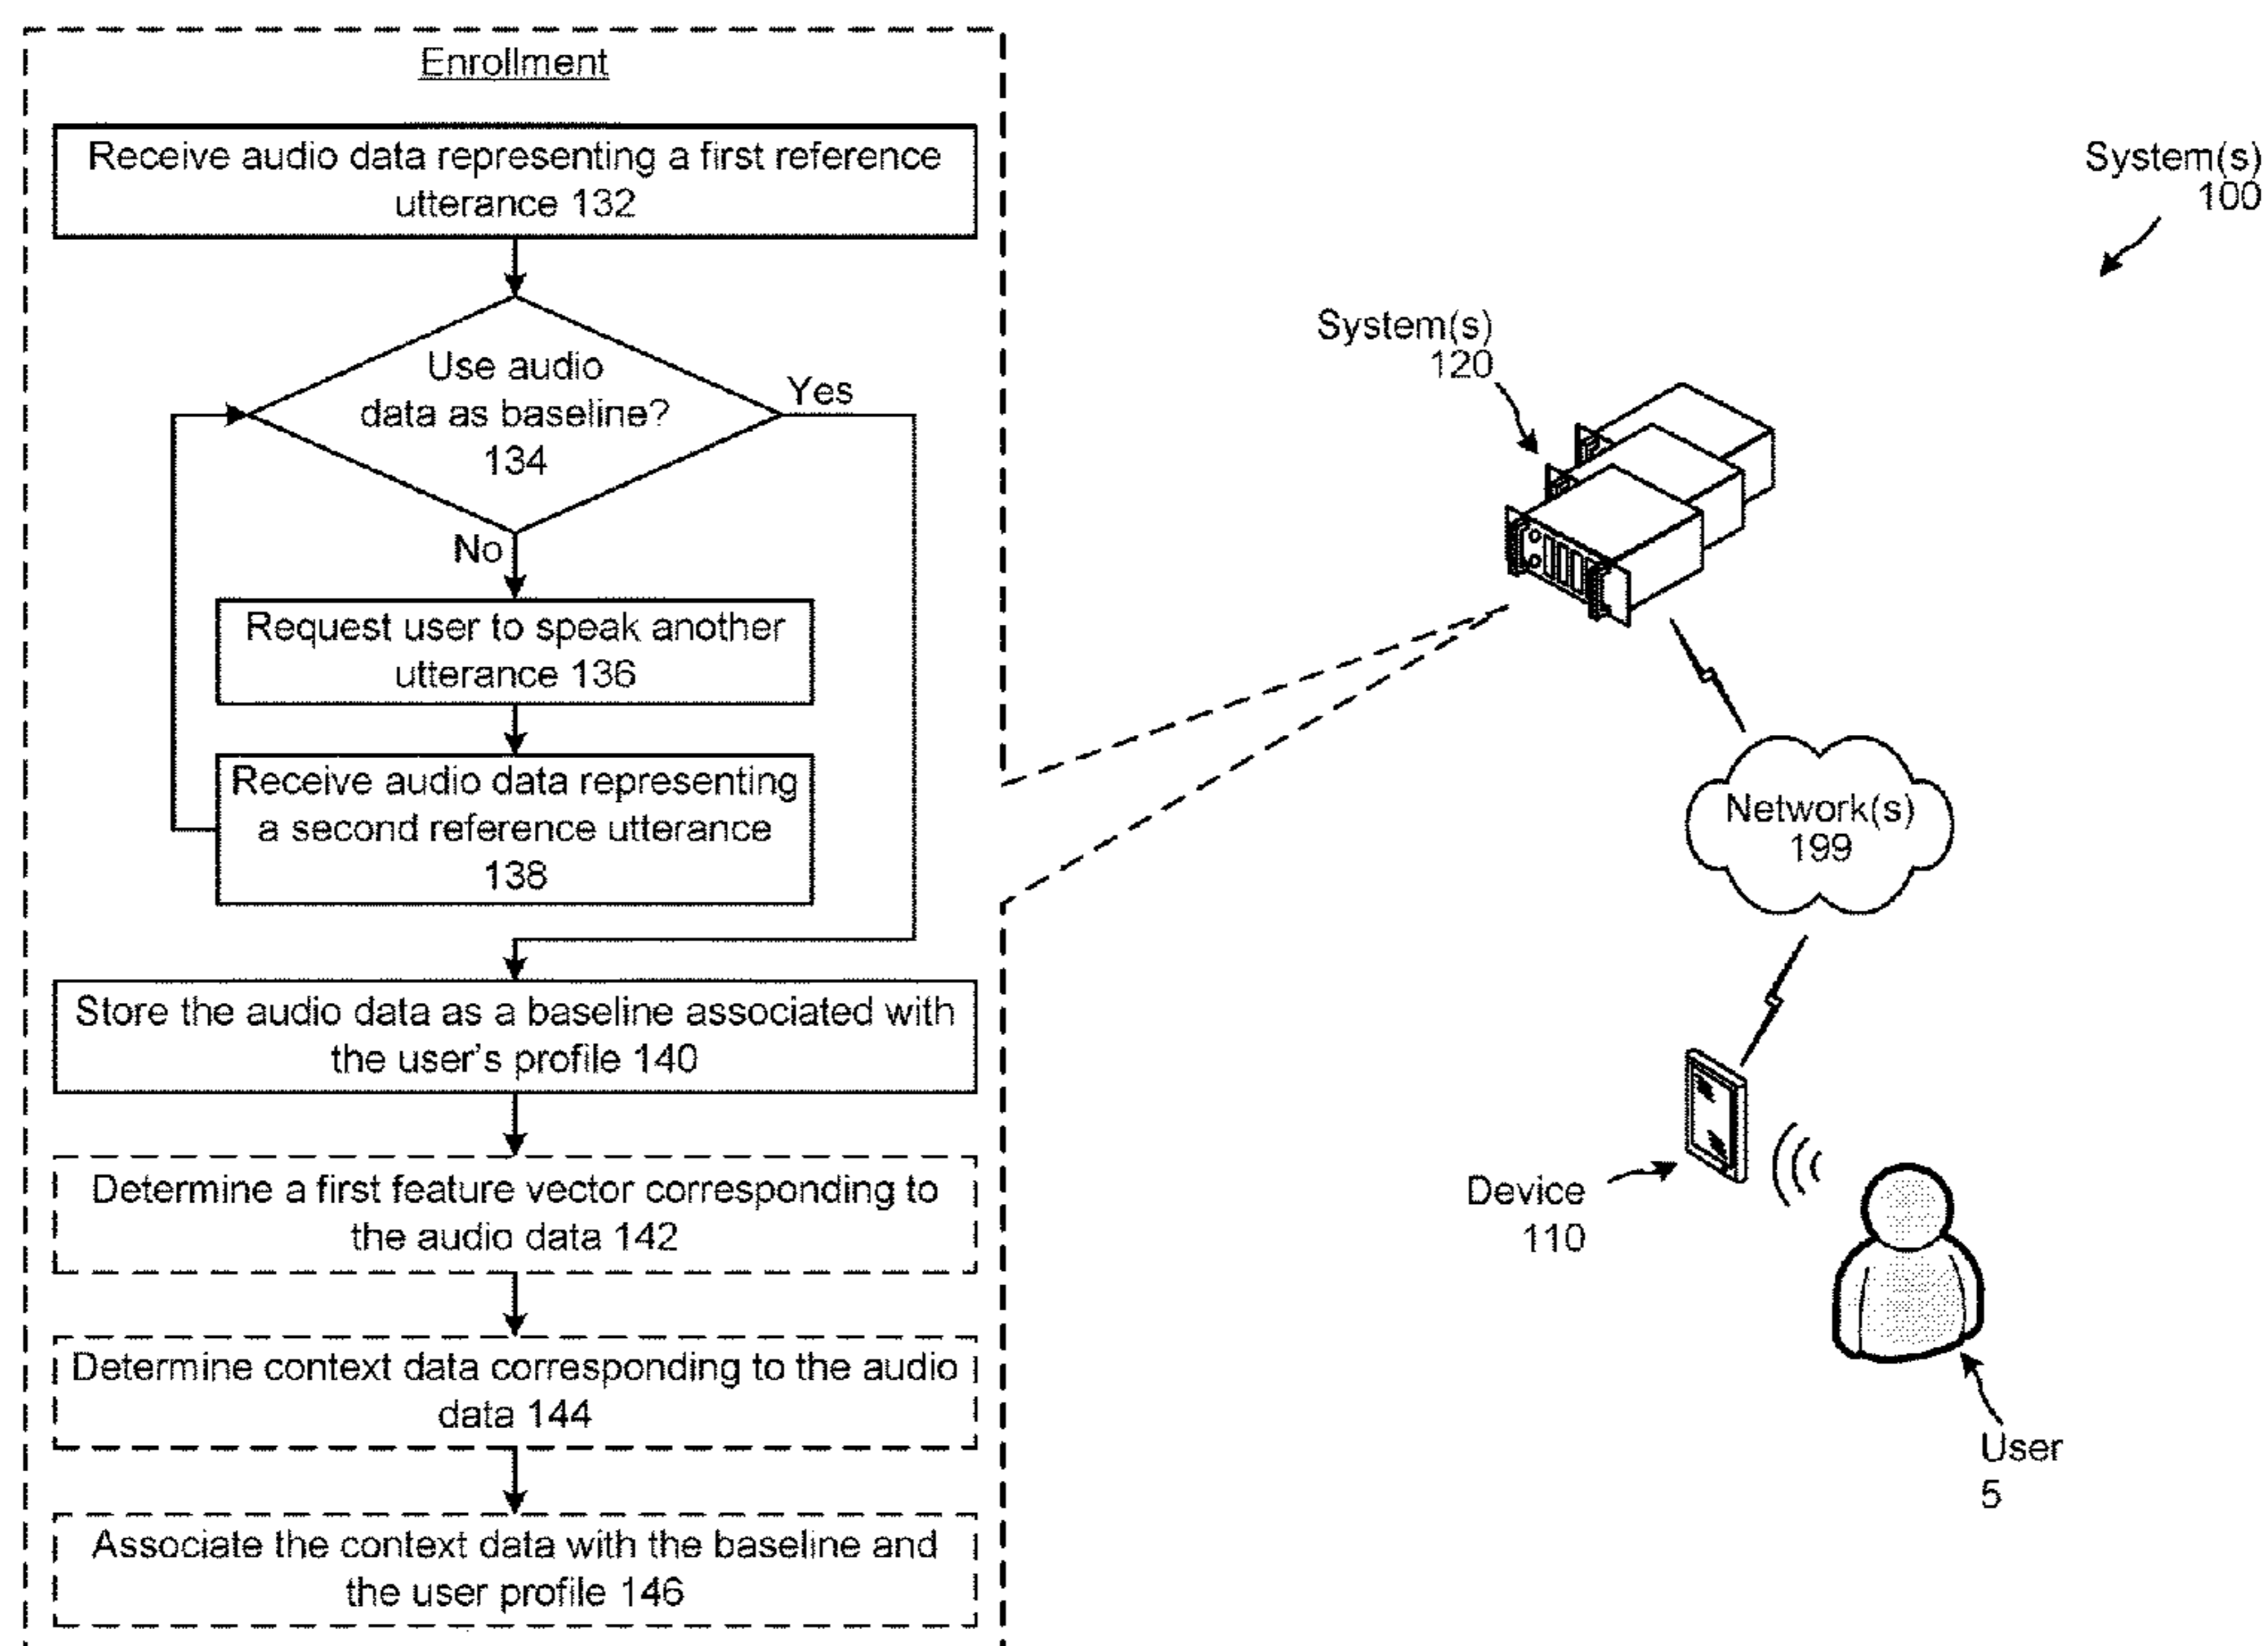 Enrollment
Receive audio data representing a first reference
utterance 132
Use audio
data as baseline?
134
Yes
No
Request user to speak another
utterance 136
Receive audio data representing
a second reference utterance
138
Store the audio data as a baseline associated with
the user's profile 140
Determine a first feature vector corresponding to
the audio data 142
Determine context data corresponding to the audio
data 144
Associate the context data with the baseline and
the user profile 146
System(s)
100
System(s)
120
Network(s)
199
Device
110
User
5